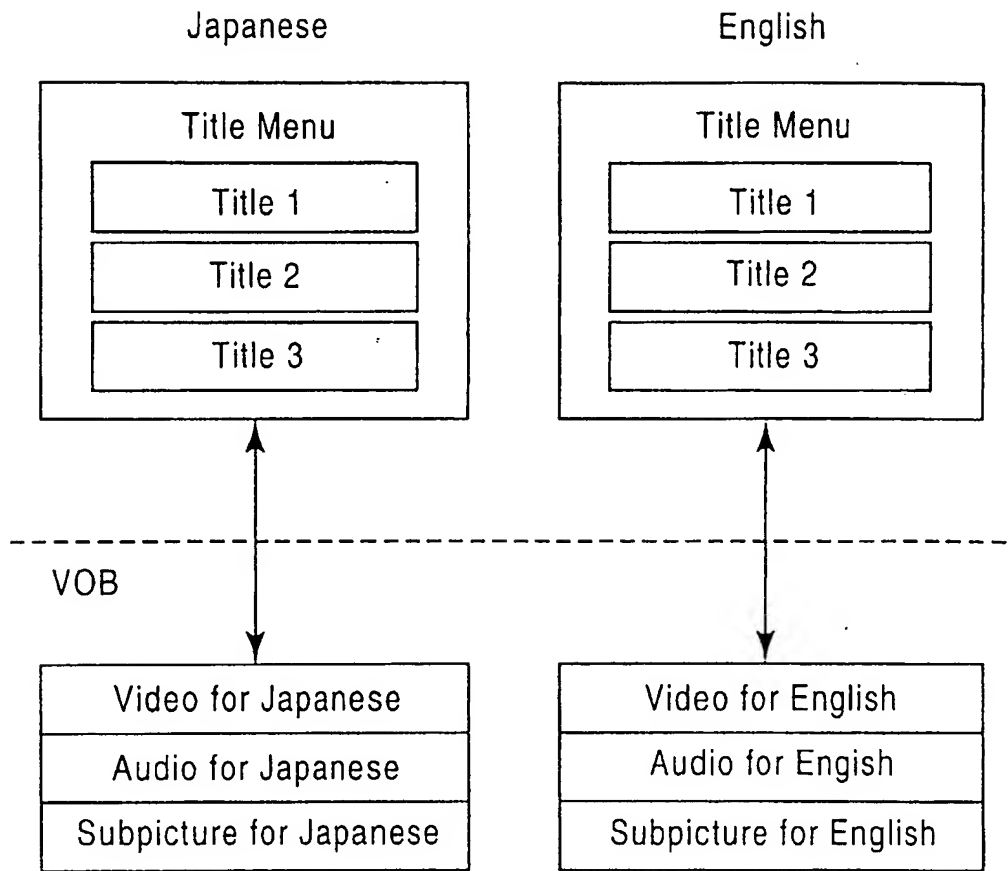 Japanese
Title Menu
Title 1
Title 2
Title 3
English
Title Menu
Title 1
Title 2
Title 3
VOB
Video for Japanese
Audio for Japanese
Subpicture for Japanese
Video for English
Audio for Engish
Subpicture for English